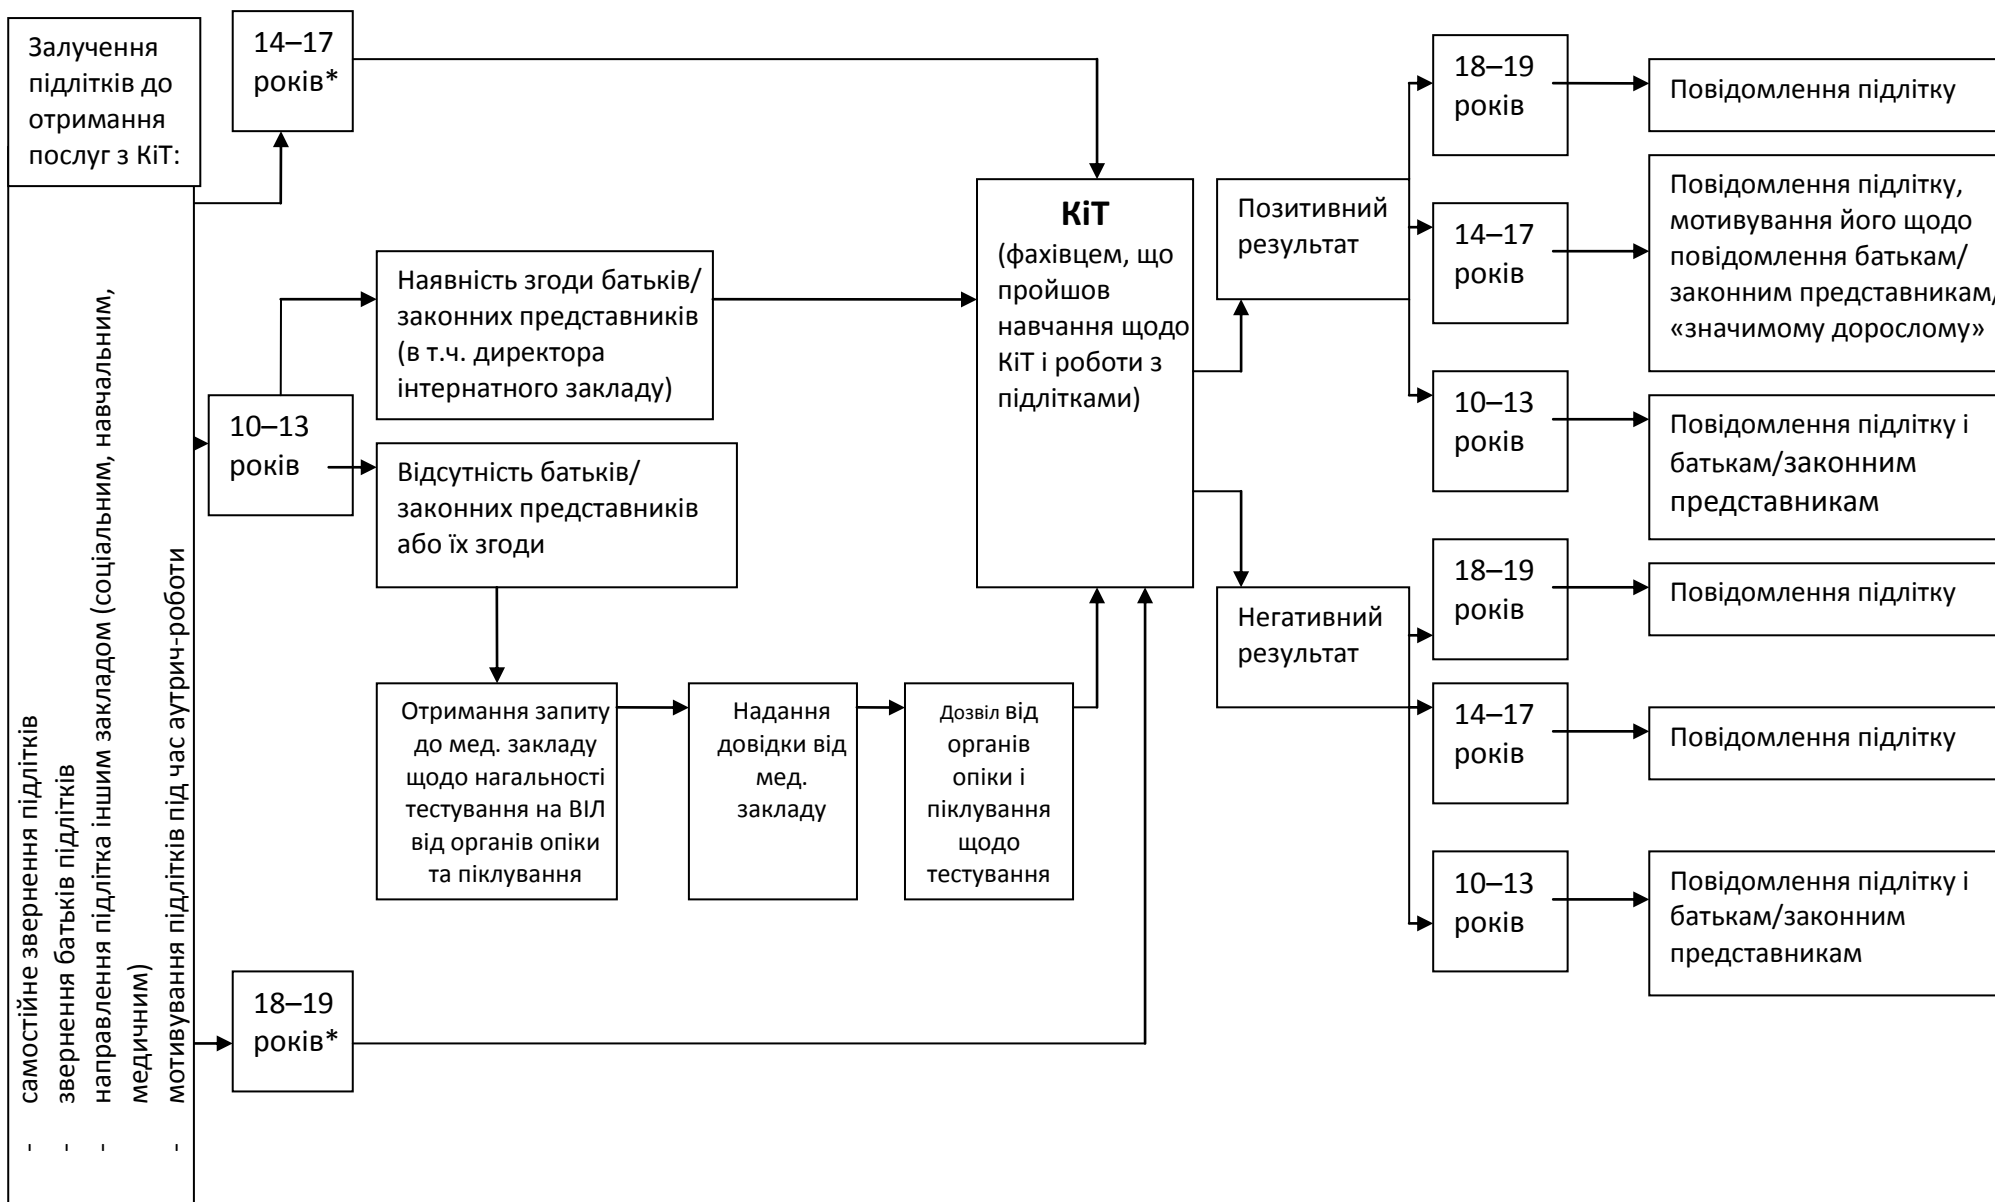 Залучення
підлітків до
отримання
послуг з КіТ:
- самостійне звернення підлітків
- звернення батьків підлітків
- направлення підлітка іншим закладом (соціальним, навчальним,
медичним)
- мотивування підлітків під час аутрич-роботи
14–17
років*
10–13
років
18–19
років*
Наявність згоди батьків/
законних представників
(в т.ч. директора
інтернатного закладу)
Відсутність батьків/
законних представників
або їх згоди
Отримання запиту
до мед. закладу
щодо нагальності
тестування на ВІЛ
від органів опіки
та піклування
Надання
довідки від
мед.
закладу
Дозвіл від
органів
опіки і
піклування
щодо
тестування
КіТ
(фахівцем, що
пройшов
навчання щодо
КіТ і роботи з
підлітками)
Позитивний
результат
18–19
років
Повідомлення підлітку
14–17
років
Повідомлення підлітку,
мотивування його щодо
повідомлення батькам/
законним представникам/
«значимому дорослому»
10–13
років
Повідомлення підлітку і
батькам/законним
представникам
Негативний
результат
18–19
років
Повідомлення підлітку
14–17
років
Повідомлення підлітку
10–13
років
Повідомлення підлітку і
батькам/законним
представникам